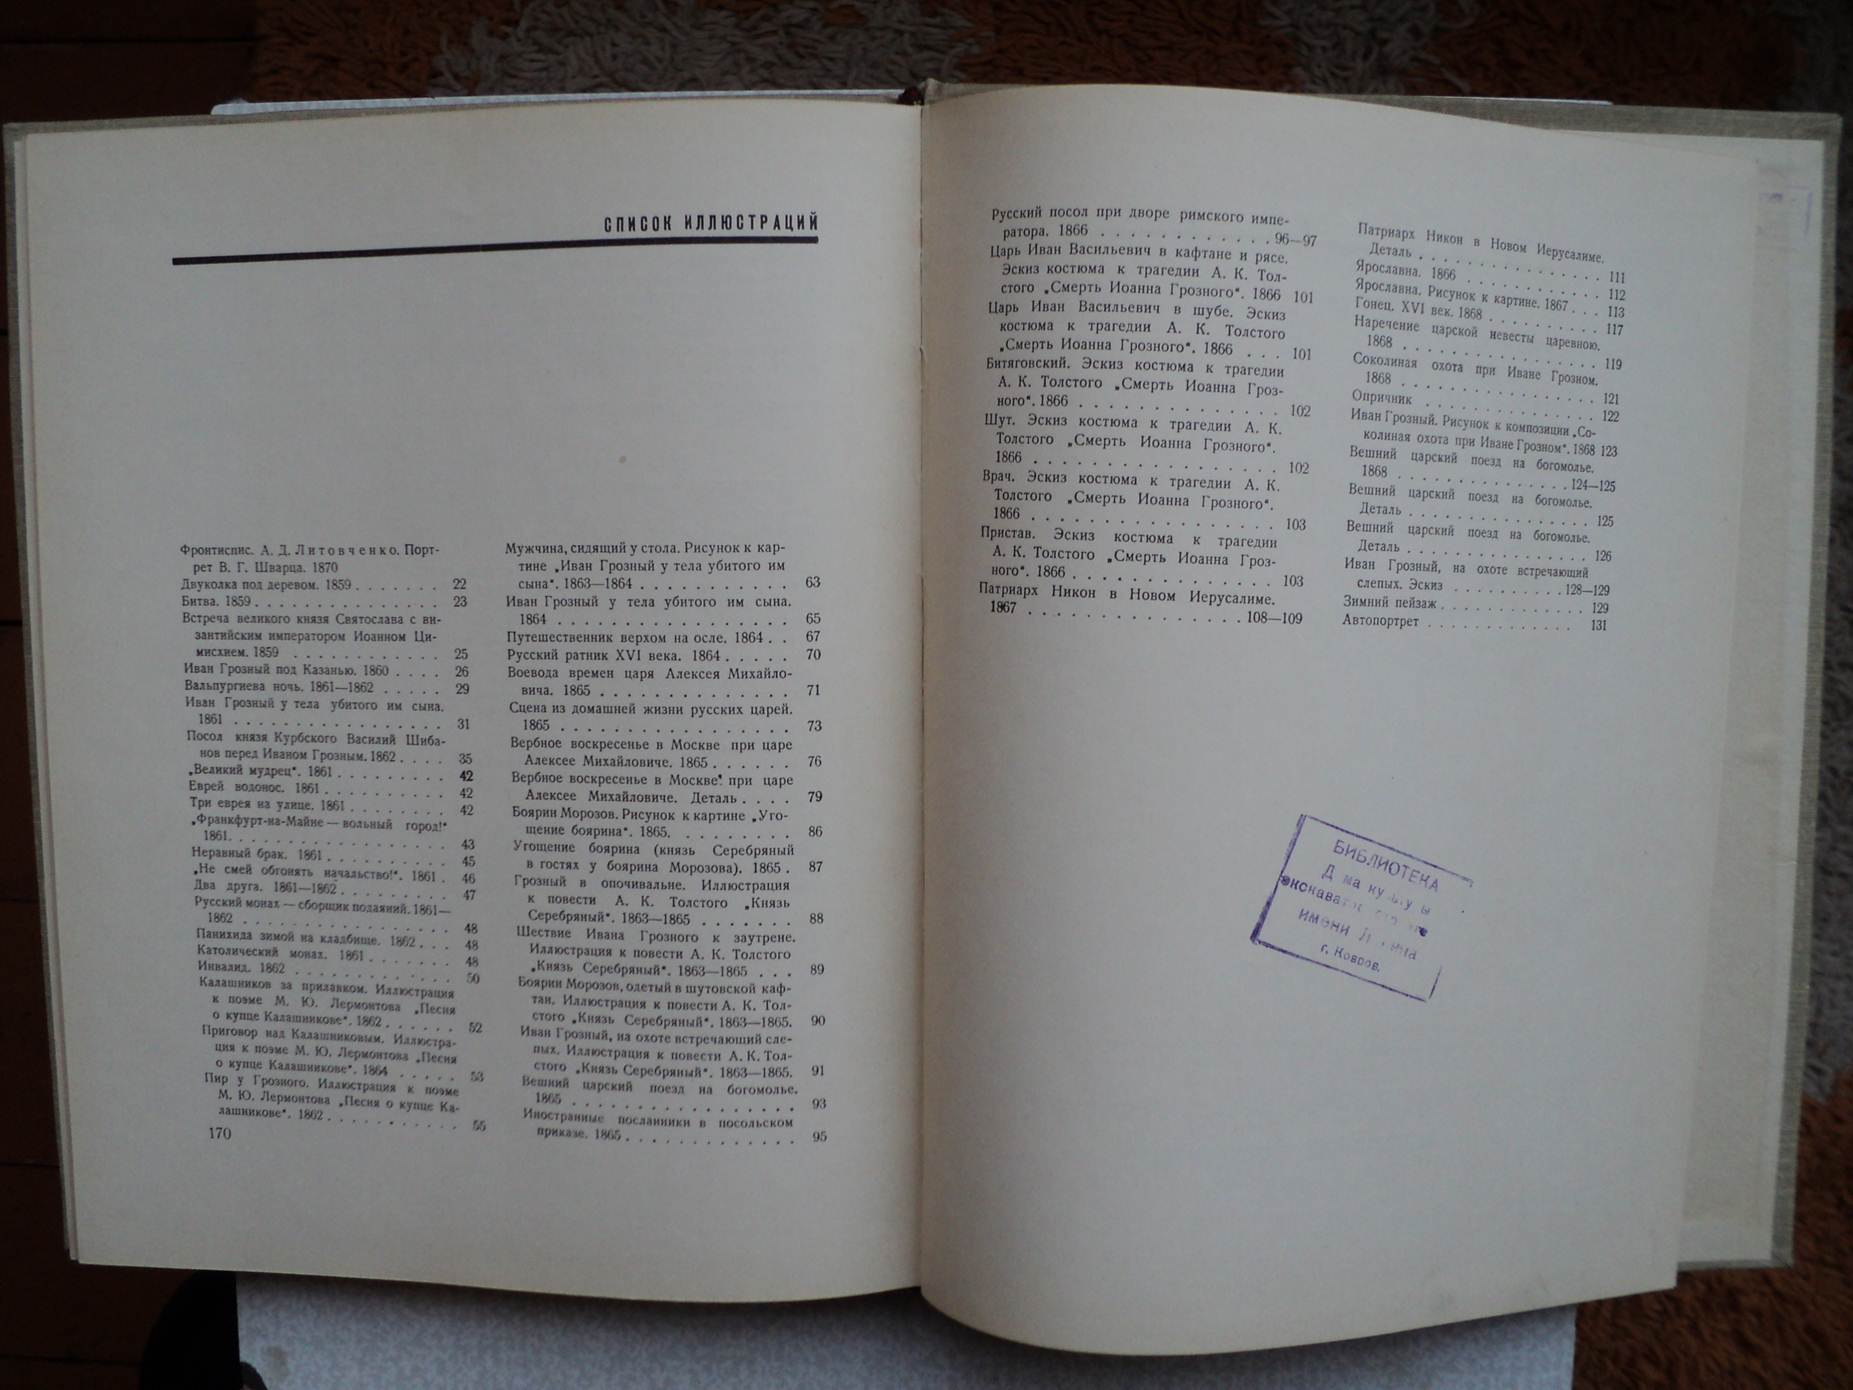 СПИСОК ИЛЛЮСТРАЦИЙ
Фронтиспис. А. Д. Литовченко. Порт-
рет В. Г. Шварца. 1870
Двуколка под деревом. 1859 . . . . . . . 22
Битва. 1859 . . . . . . . . . . . . . . . 23
Встреча великого князя Святослава с ви-
зантийским императором Иоанном Ци-
мисхием. 1859 . . . . . . . . . . . . 25
Иван Грозный под Казанью. 1860 . . . . 26
Вальпургиева ночь. 1861—1862 . . . . . 29
Иван Грозный у тела убитого им сына.
1861 . . . . . . . . . . . . . . . . . 31
Посол князя Курбского Василий Шиба-
нов перед Иваном Грозным. 1862 . . . . 35
„Великий мудрец“. 1861 . . . . . . . . . 42
Еврей водонос. 1861 . . . . . . . . . . 42
Три еврея на улице. 1861 . . . . . . . . 42
„Франкфурт-на-Майне — вольный город!“
1861. . . . . . . . . . . . . . . . . . 43
Неравный брак. 1861 . . . . . . . . . . 45
„Не смей обгонять начальство!“. 1861 . 46
Два друга. 1861—1862 . . . . . . . . . 47
Русский монах — сборщик подаяний. 1861—
1862 . . . . . . . . . . . . . . . . . 48
Панихида зимой на кладбище. 1862 . . . 48
Католический монах. 1861 . . . . . . . 48
Инвалид. 1862 . . . . . . . . . . . . . 50
Калашников за прилавком. Иллюстрация
к поэме М. Ю. Лермонтова „Песня
о купце Калашникове“. 1862 . . . . . . 52
Приговор над Калашниковым. Иллюстра-
ция к поэме М. Ю. Лермонтова „Песня
о купце Калашникове“. 1864 . . . . . 53
Пир у Грозного. Иллюстрация к поэме
М. Ю. Лермонтова „Песня о купце Ка-
лашникове“. 1862 . . . . . . . . . . . 55
170
Мужчина, сидящий у стола. Рисунок к кар-
тине „Иван Грозный у тела убитого им
сына“. 1863—1864 . . . . . . . . . . . 63
Иван Грозный у тела убитого им сына.
1864 . . . . . . . . . . . . . . . . . 65
Путешественник верхом на осле. 1864 . . 67
Русский ратник XVI века. 1864 . . . . . 70
Воевода времен царя Алексея Михайло-
вича. 1865 . . . . . . . . . . . . . . 71
Сцена из домашней жизни русских царей.
1865 . . . . . . . . . . . . . . . . . 73
Вербное воскресенье в Москве при царе
Алексее Михайловиче. 1865 . . . . . . 76
Вербное воскресенье в Москве при царе
Алексее Михайловиче. Деталь . . . . 79
Боярин Морозов. Рисунок к картине „Уго-
щение боярина“. 1865. . . . . . . . . 86
Угощение боярина (князь Серебряный
в гостях у боярина Морозова). 1865 . 87
Грозный в опочивальне. Иллюстрация
к повести А. К. Толстого „Князь
Серебряный“. 1863—1865 . . . . . . . 88
Шествие Ивана Грозного к заутрене.
Иллюстрация к повести А. К. Толстого
„Князь Серебряный“. 1863—1865 . . . 89
Боярин Морозов, одетый в шутовской каф-
тан. Иллюстрация к повести А. К. Тол-
стого „Князь Серебряный“. 1863—1865. 90
Иван Грозный, на охоте встречающий сле-
пых. Иллюстрация к повести А. К. Тол-
стого „Князь Серебряный“. 1863—1865. 91
Вешний царский поезд на богомолье.
1865 . . . . . . . . . . . . . . . . . 93
Иностранные посланники в посольском
приказе. 1865 . . . . . . . . . . . . . 95
Русский посол при дворе римского импе-
ратора. 1866 . . . . . . . . . . . . 96—97
Царь Иван Васильевич в кафтане и рясе.
Эскиз костюма к трагедии А. К. Тол-
стого „Смерть Иоанна Грозного“. 1866 101
Царь Иван Васильевич в шубе. Эскиз
костюма к трагедии А. К. Толстого
„Смерть Иоанна Грозного“. 1866 . . . 101
Битяговский. Эскиз костюма к трагедии
А. К. Толстого „Смерть Иоанна Гроз-
ного“. 1866 . . . . . . . . . . . . . . 102
Шут. Эскиз костюма к трагедии А. К.
Толстого „Смерть Иоанна Грозного“.
1866 . . . . . . . . . . . . . . . . . 102
Врач. Эскиз костюма к трагедии А. К.
Толстого „Смерть Иоанна Грозного“.
1866 . . . . . . . . . . . . . . . . . 103
Пристав. Эскиз костюма к трагедии
А. К. Толстого „Смерть Иоанна Гроз-
ного“. 1866 . . . . . . . . . . . . . . 103
Патриарх Никон в Новом Иерусалиме.
1867 . . . . . . . . . . . . . . . 108—109
Патриарх Никон в Новом Иерусалиме.
Деталь . . . . . . . . . . . . . . . . 111
Ярославна. 1866 . . . . . . . . . . . . 112
Ярославна. Рисунок к картине. 1867 . . . 113
Гонец. XVI век. 1868 . . . . . . . . . . 117
Наречение царской невесты царевною.
1868 . . . . . . . . . . . . . . . . . 119
Соколиная охота при Иване Грозном.
1868 . . . . . . . . . . . . . . . . . 121
Опричник . . . . . . . . . . . . . . . 122
Иван Грозный. Рисунок к композиции „Со-
колиная охота при Иване Грозном“. 1868 123
Вешний царский поезд на богомолье.
1868 . . . . . . . . . . . . . . . 124—125
Вешний царский поезд на богомолье.
Деталь . . . . . . . . . . . . . . . . 125
Вешний царский поезд на богомолье.
Деталь . . . . . . . . . . . . . . . . 126
Иван Грозный, на охоте встречающий
слепых. Эскиз . . . . . . . . . . 128—129
Зимний пейзаж . . . . . . . . . . . . . 129
Автопортрет . . . . . . . . . . . . . 131
БИБЛИОТЕКА
имени
г. Ковров.